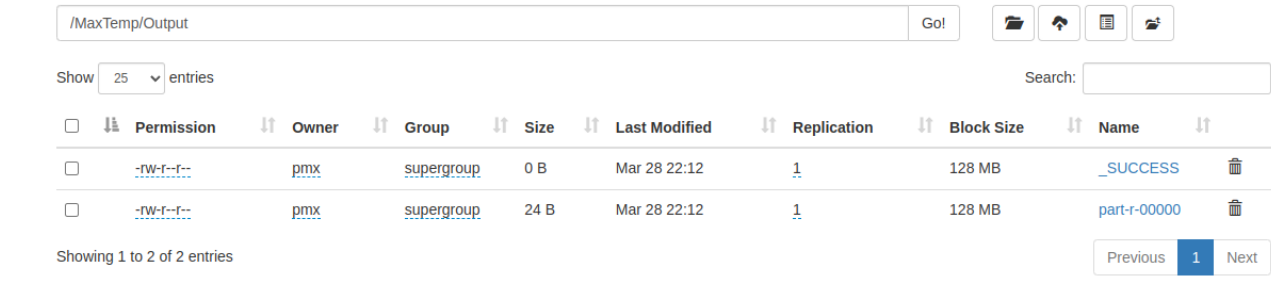 /MaxTemp/Output Go!
Show 25 entries Search:
Permission Owner Group Size Last Modified Replication Block Size Name
-rw-r--r-- pmx supergroup 0 B Mar 28 22:12 1 128 MB _SUCCESS
-rw-r--r-- pmx supergroup 24 B Mar 28 22:12 1 128 MB part-r-00000
Showing 1 to 2 of 2 entries Previous 1 Next